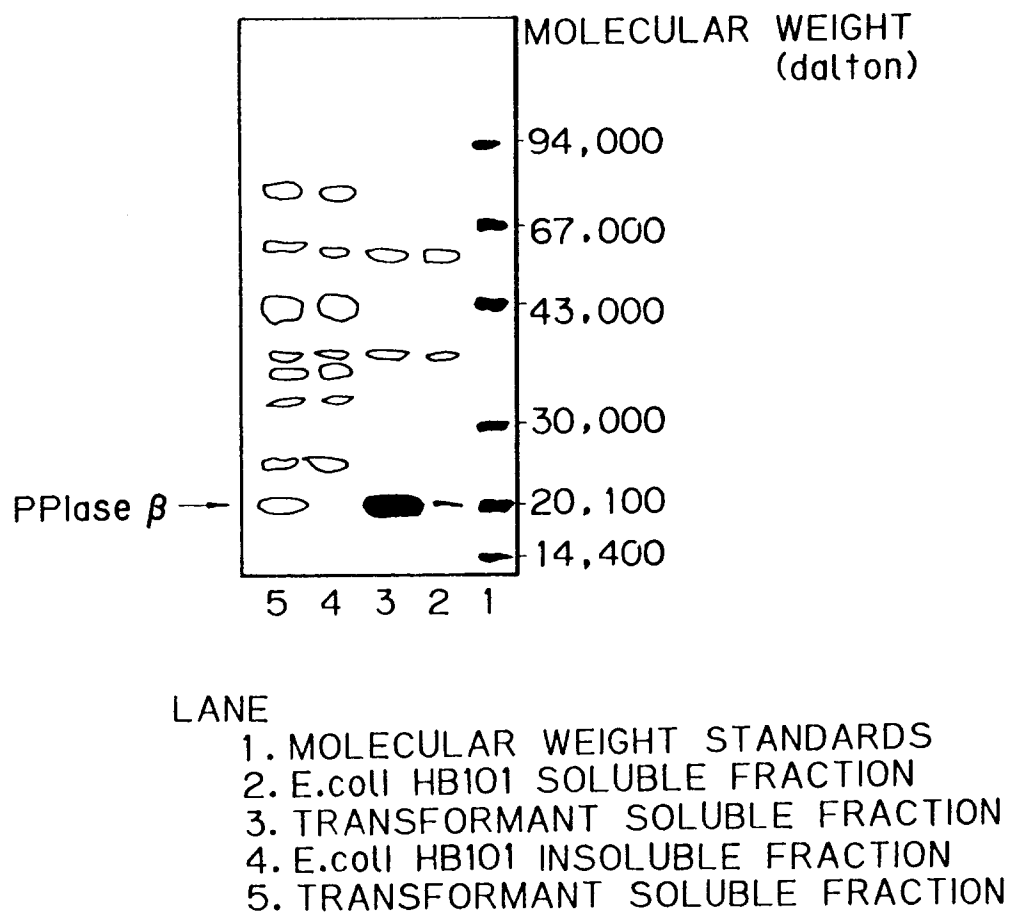 MOLECULAR WEIGHT
(dalton)
94,000
67.000
43.000
30,000
PPIase β
20,100
14,400
5 4 3 2 1
LANE
1. MOLECULAR WEIGHT STANDARDS
2. E.coli HB101 SOLUBLE FRACTION
3. TRANSFORMANT SOLUBLE FRACTION
4. E.coli HB101 INSOLUBLE FRACTION
5. TRANSFORMANT SOLUBLE FRACTION